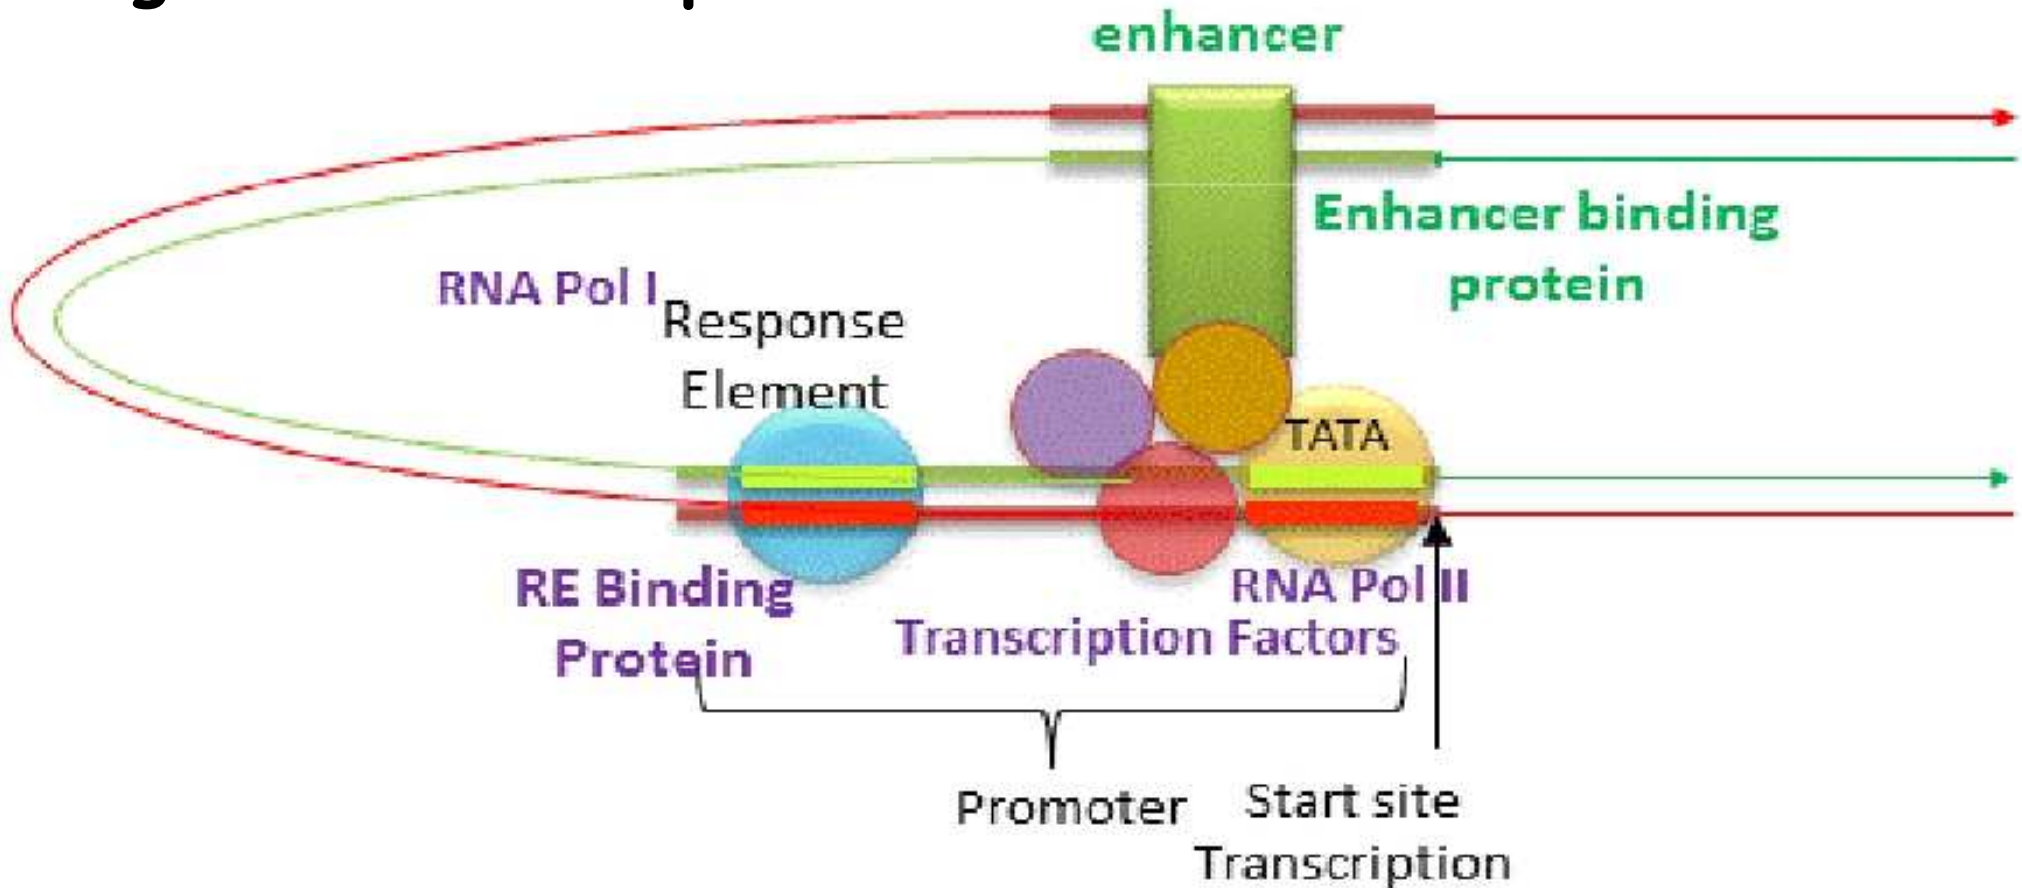 enhancer
Enhancer binding
protein
RNA Pol I
Response
Element
TATA
RE Binding
Protein
RNA Pol II
Transcription Factors
Promoter
Start site
Transcription